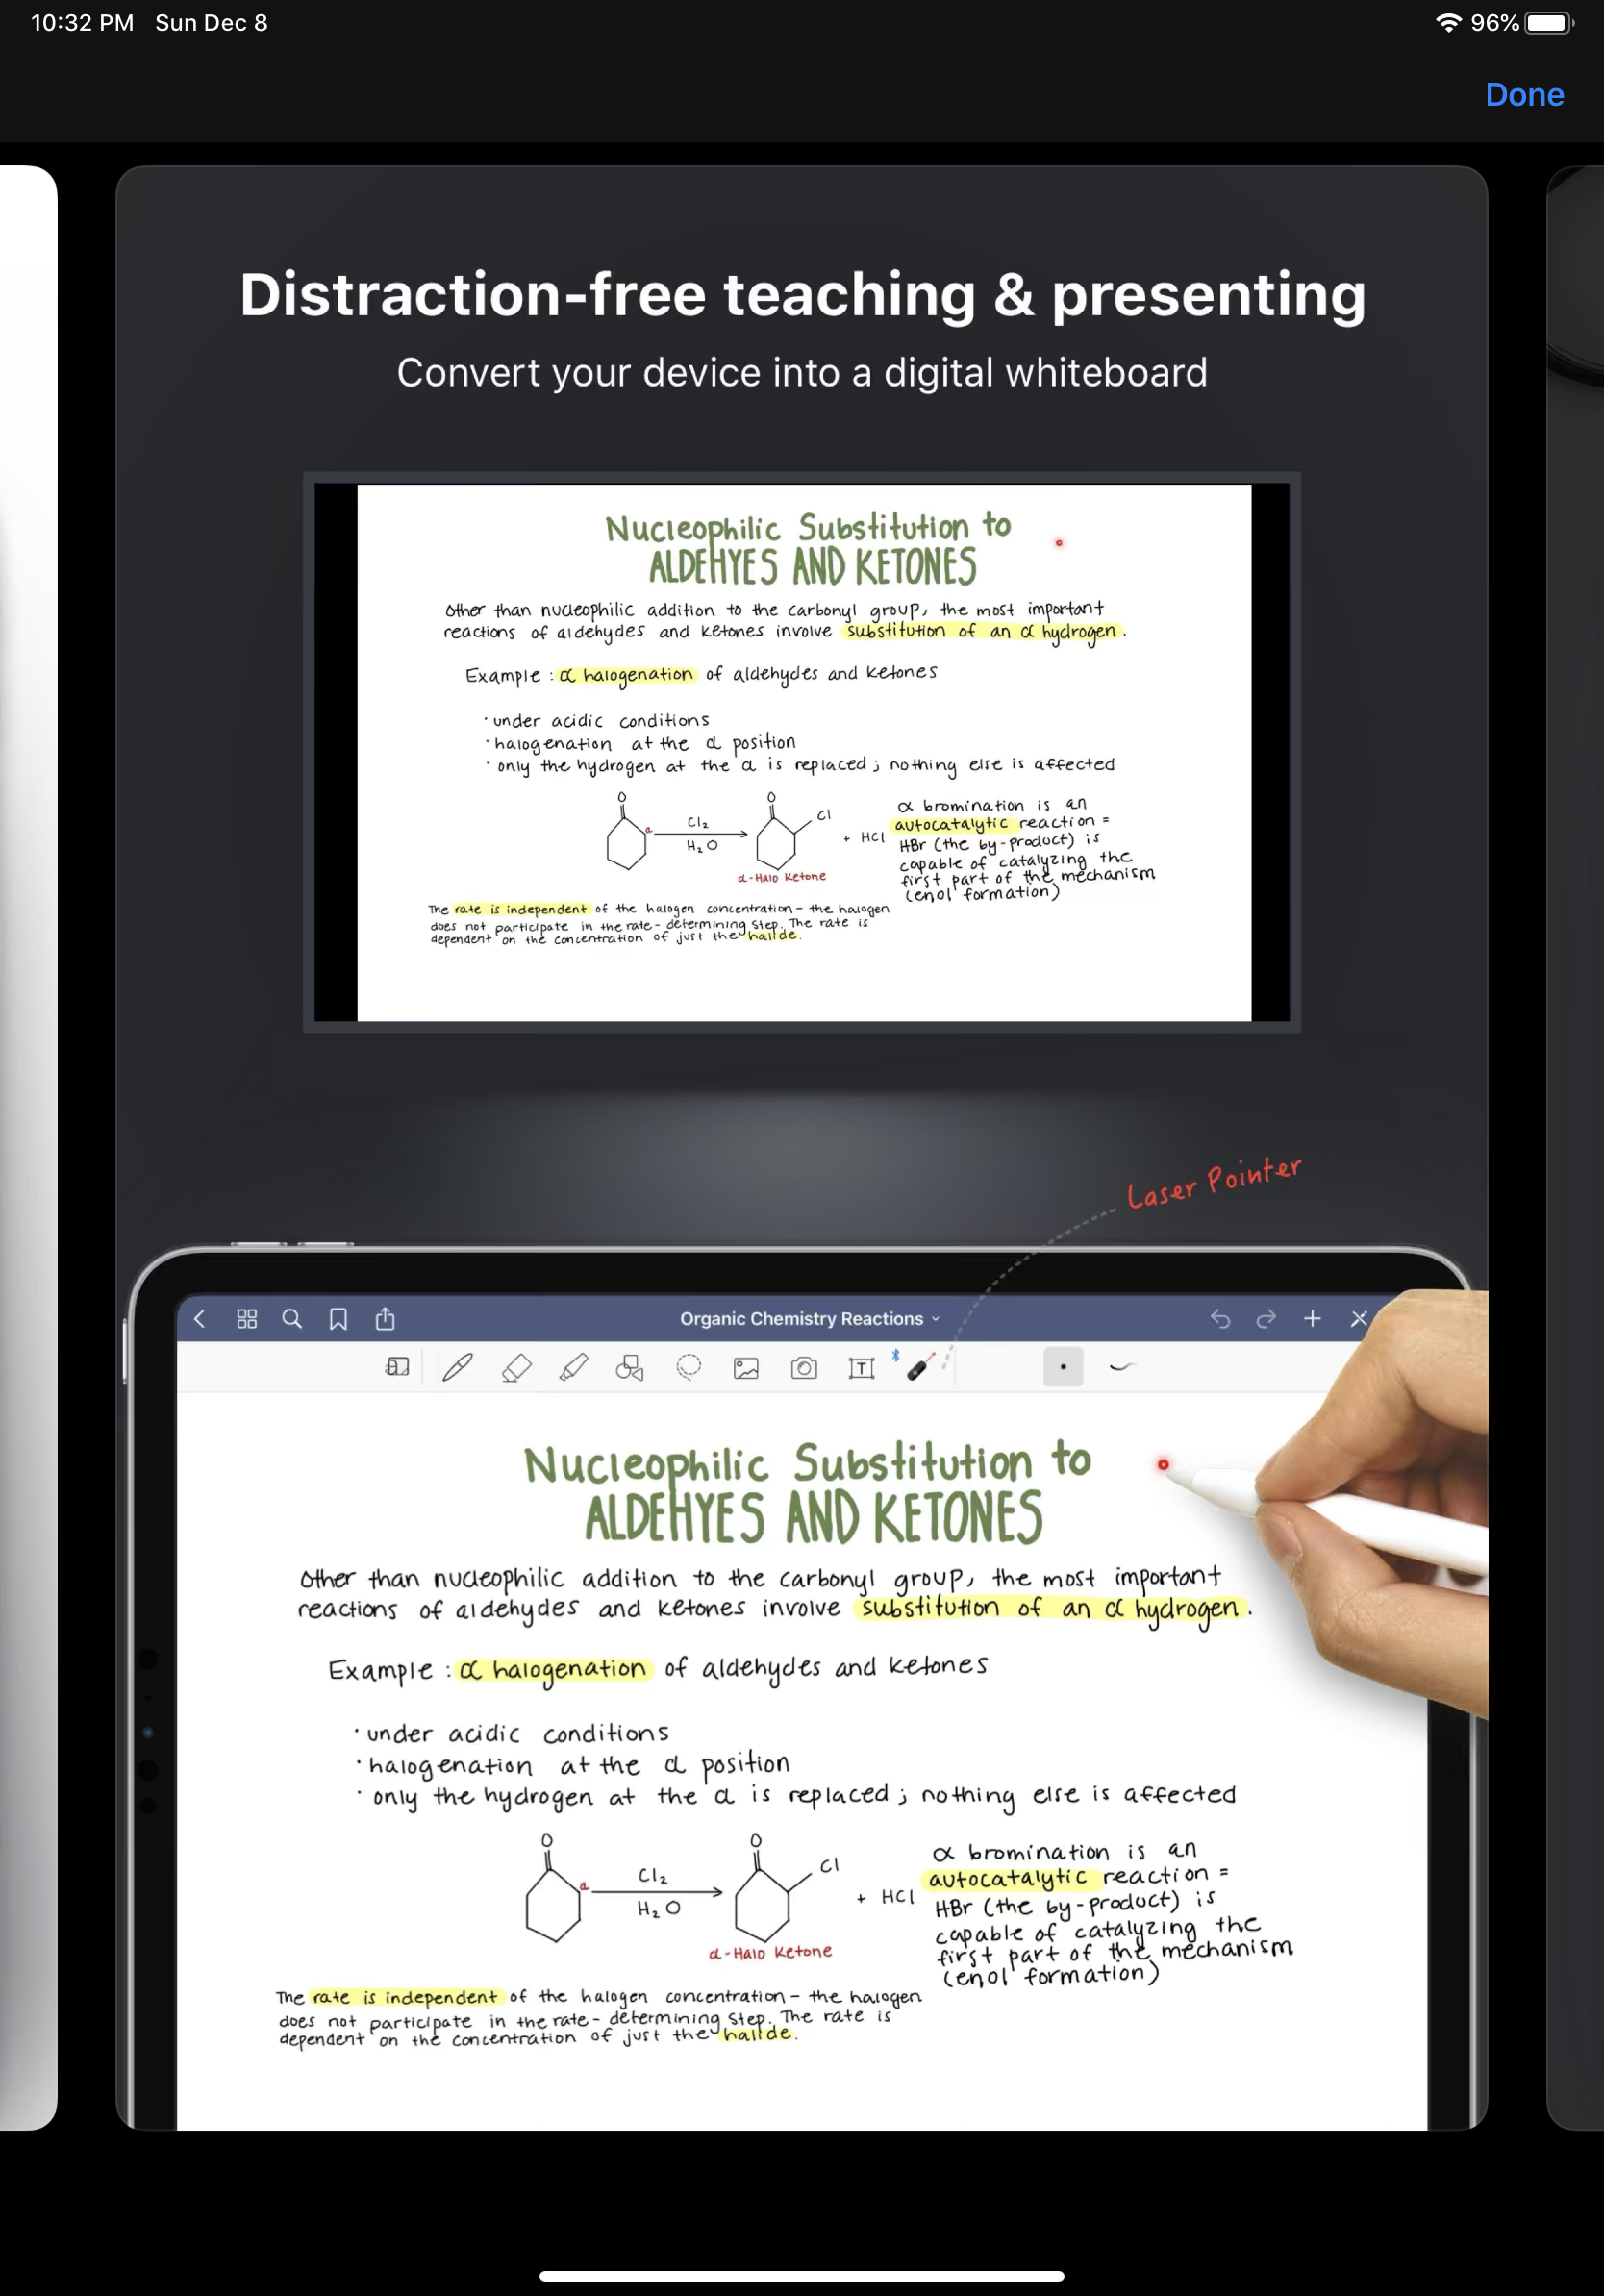 10:32 PM Sun Dec 8
96%
Done
Distraction-free teaching & presenting
Convert your device into a digital whiteboard
Nucleophilic Substitution to
ALDEHYES AND KETONES
Other than nucleophilic addition to the carbonyl group, the most important
reactions of aldehydes and ketones involve substitution of an α hydrogen.
Example : α halogenation of aldehydes and ketones
· under acidic conditions
· halogenation at the α position
· only the hydrogen at the α is replaced ; nothing else is affected
O
O
Cl
α
Cl₂
H₂O
+ HCl
α-Halo Ketone
α bromination is an
autocatalytic reaction =
HBr (the by-product) is
capable of catalyzing the
first part of the mechanism
(enol formation)
The rate is independent of the halogen concentration - the halogen
does not participate in the rate-determining step. The rate is
dependent on the concentration of just the halide.
Laser Pointer
Organic Chemistry Reactions
T
Nucleophilic Substitution to
ALDEHYES AND KETONES
Other than nucleophilic addition to the carbonyl group, the most important
reactions of aldehydes and ketones involve substitution of an α hydrogen.
Example : α halogenation of aldehydes and ketones
· under acidic conditions
· halogenation at the α position
· only the hydrogen at the α is replaced ; nothing else is affected
O
O
Cl
α
Cl₂
H₂O
+ HCl
α-Halo Ketone
α bromination is an
autocatalytic reaction =
HBr (the by-product) is
capable of catalyzing the
first part of the mechanism
(enol formation)
The rate is independent of the halogen concentration - the halogen
does not participate in the rate-determining step. The rate is
dependent on the concentration of just the halide.